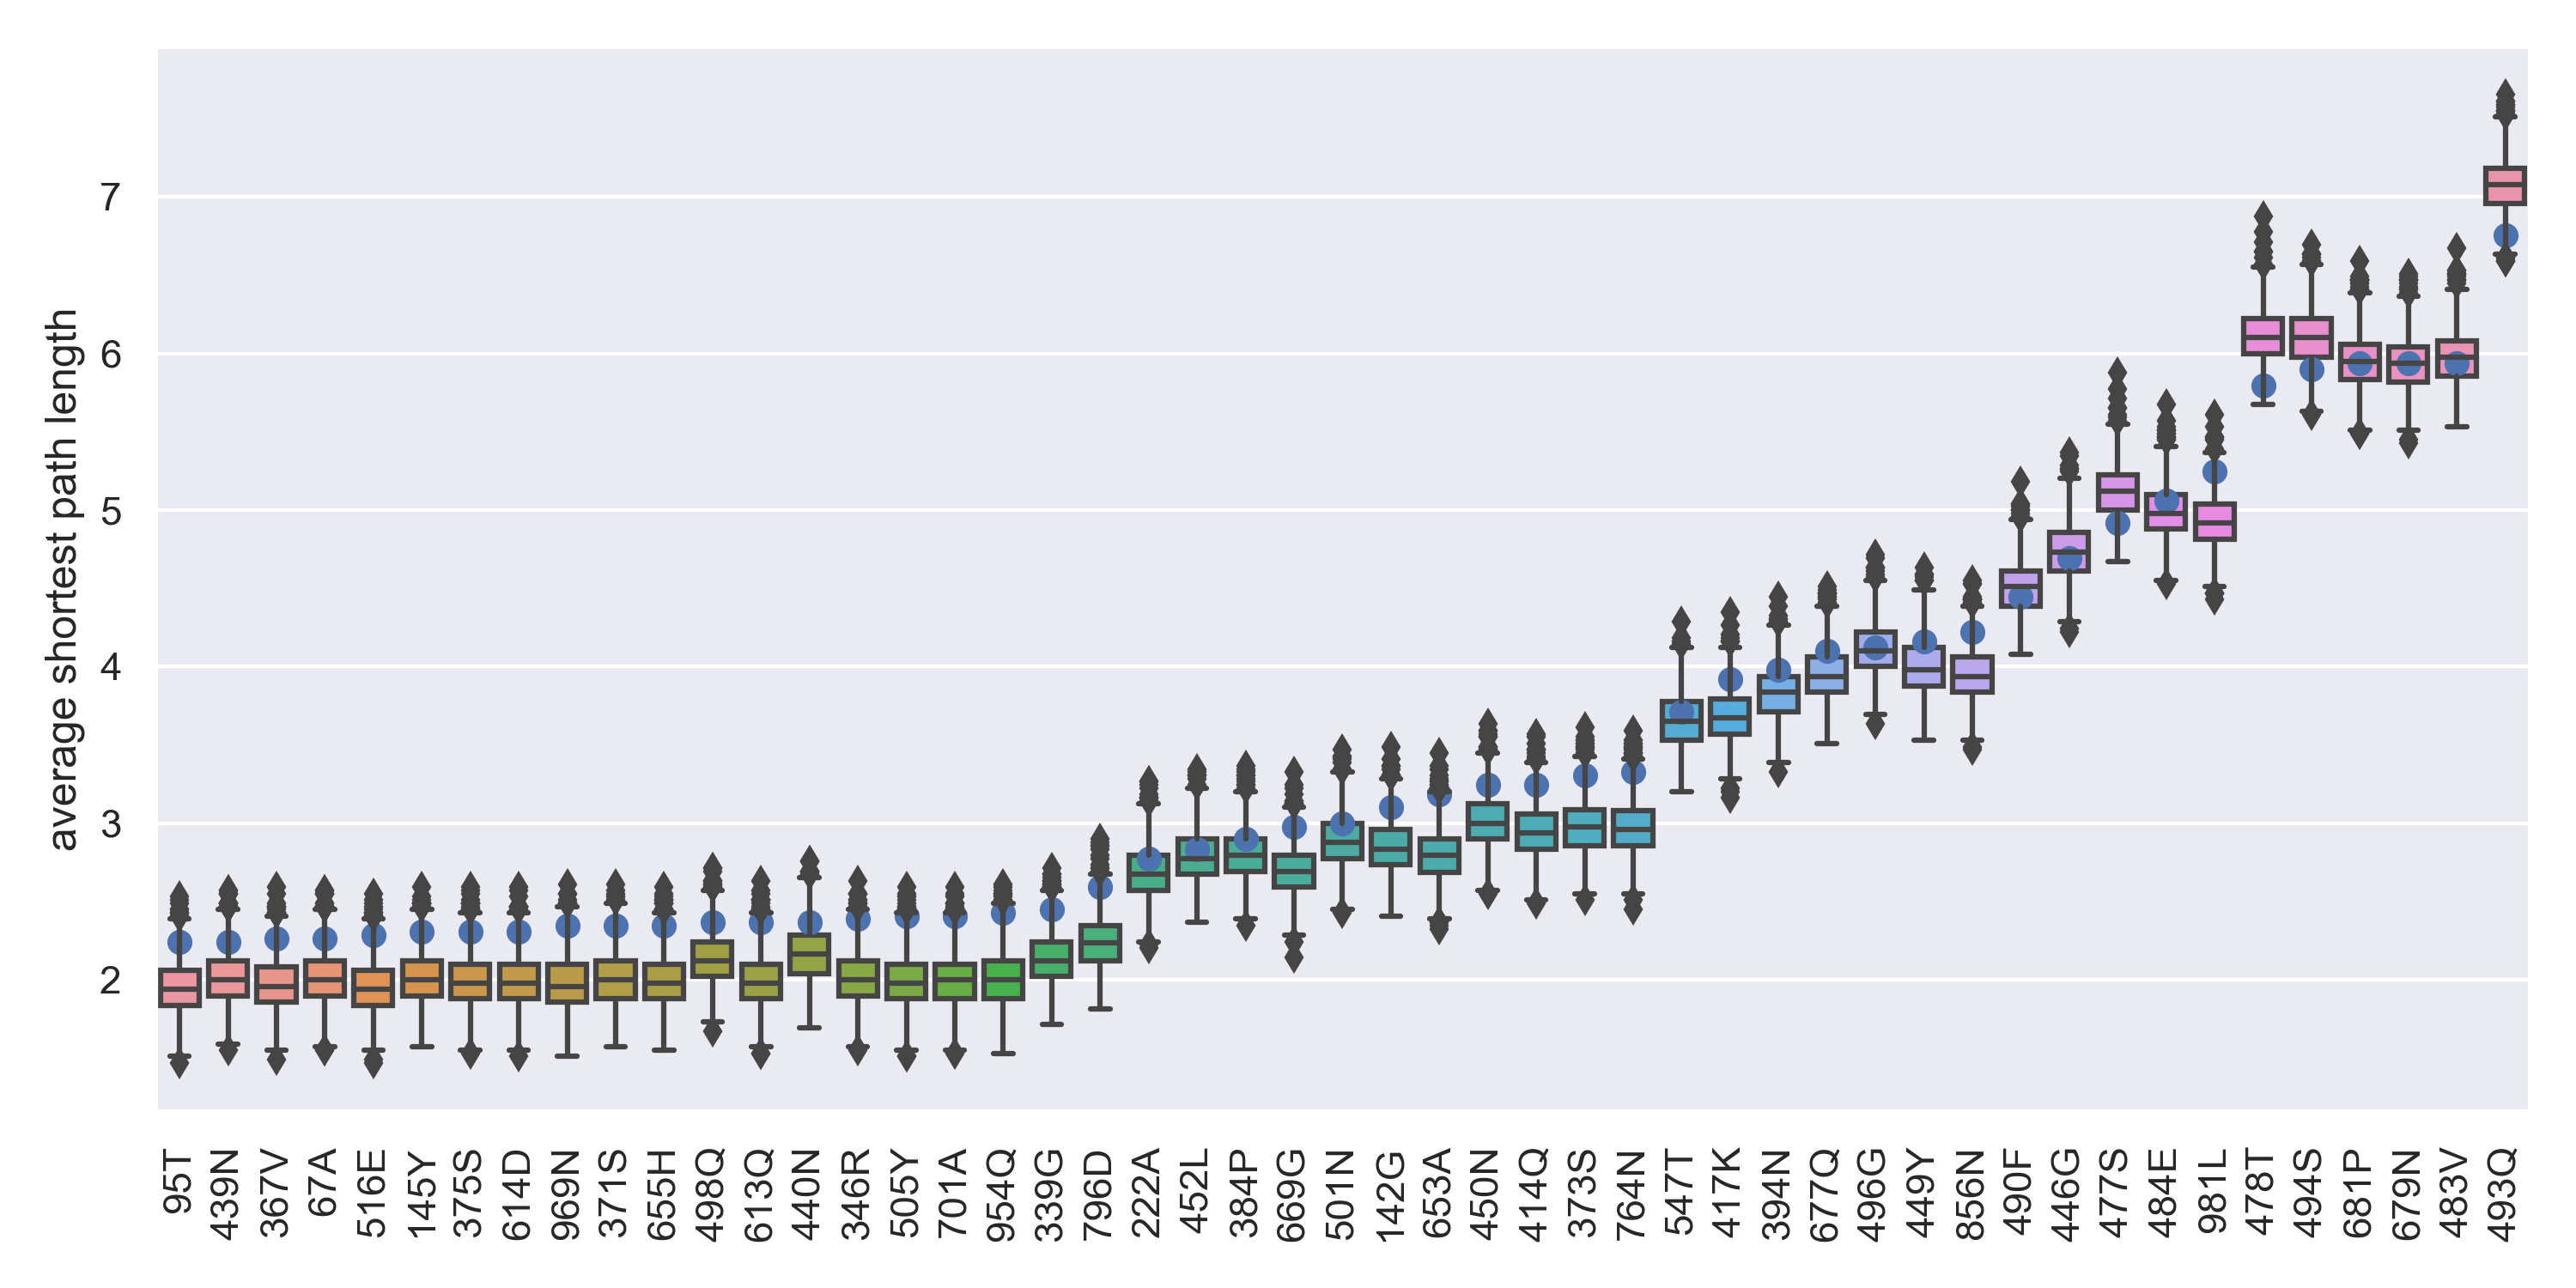 average shortest path length
7
6
5
4
3
2
95T
439N
367V
67A
516E
145Y
375S
614D
969N
371S
655H
498Q
613Q
440N
346R
505Y
701A
954Q
339G
796D
222A
452L
384P
669G
501N
142G
653A
450N
414Q
373S
764N
547T
417K
394N
677Q
496G
449Y
856N
490F
446G
477S
484E
981L
478T
494S
681P
679N
483V
493Q